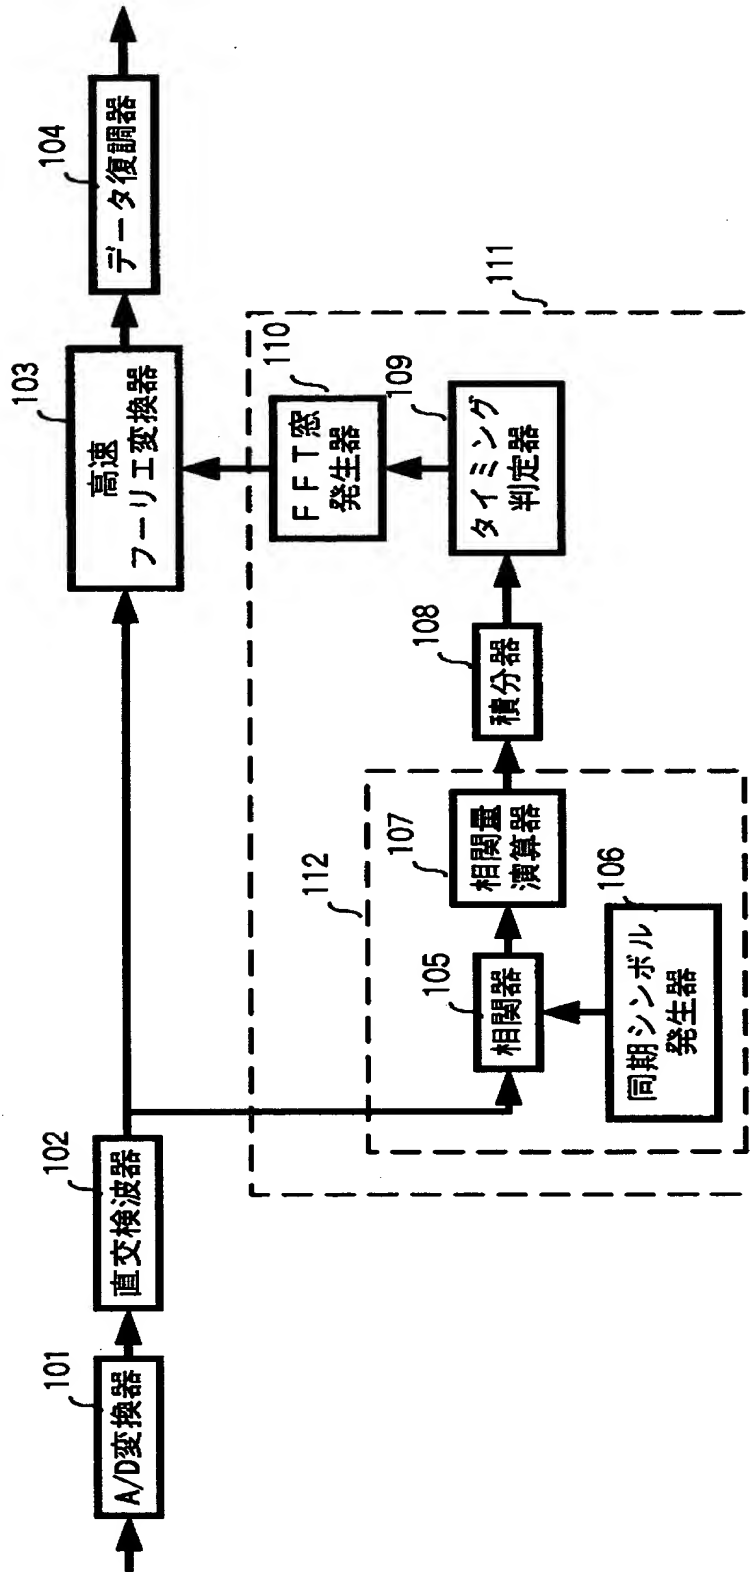 101
A/D変換器
102
直交検波器
103
高速
フーリエ変換器
104
データ復調器
105
相関器
106
同期シンボル
発生器
107
相関量
演算器
108
積分器
109
タイミング
判定器
110
FFT窓
発生器
111
112